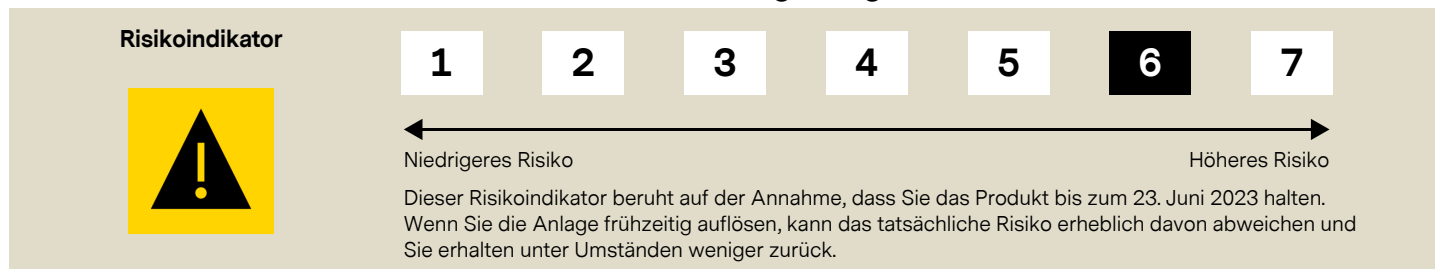 Risikoindikator
1 2 3 4 5 6 7
Niedrigeres Risiko Höheres Risiko
Dieser Risikoindikator beruht auf der Annahme, dass Sie das Produkt bis zum 23. Juni 2023 halten.
Wenn Sie die Anlage frühzeitig auflösen, kann das tatsächliche Risiko erheblich davon abweichen und
Sie erhalten unter Umständen weniger zurück.